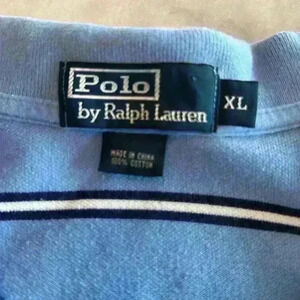 Polo
by Ralph Lauren
XL
MADE IN CHINA
100% COTTON